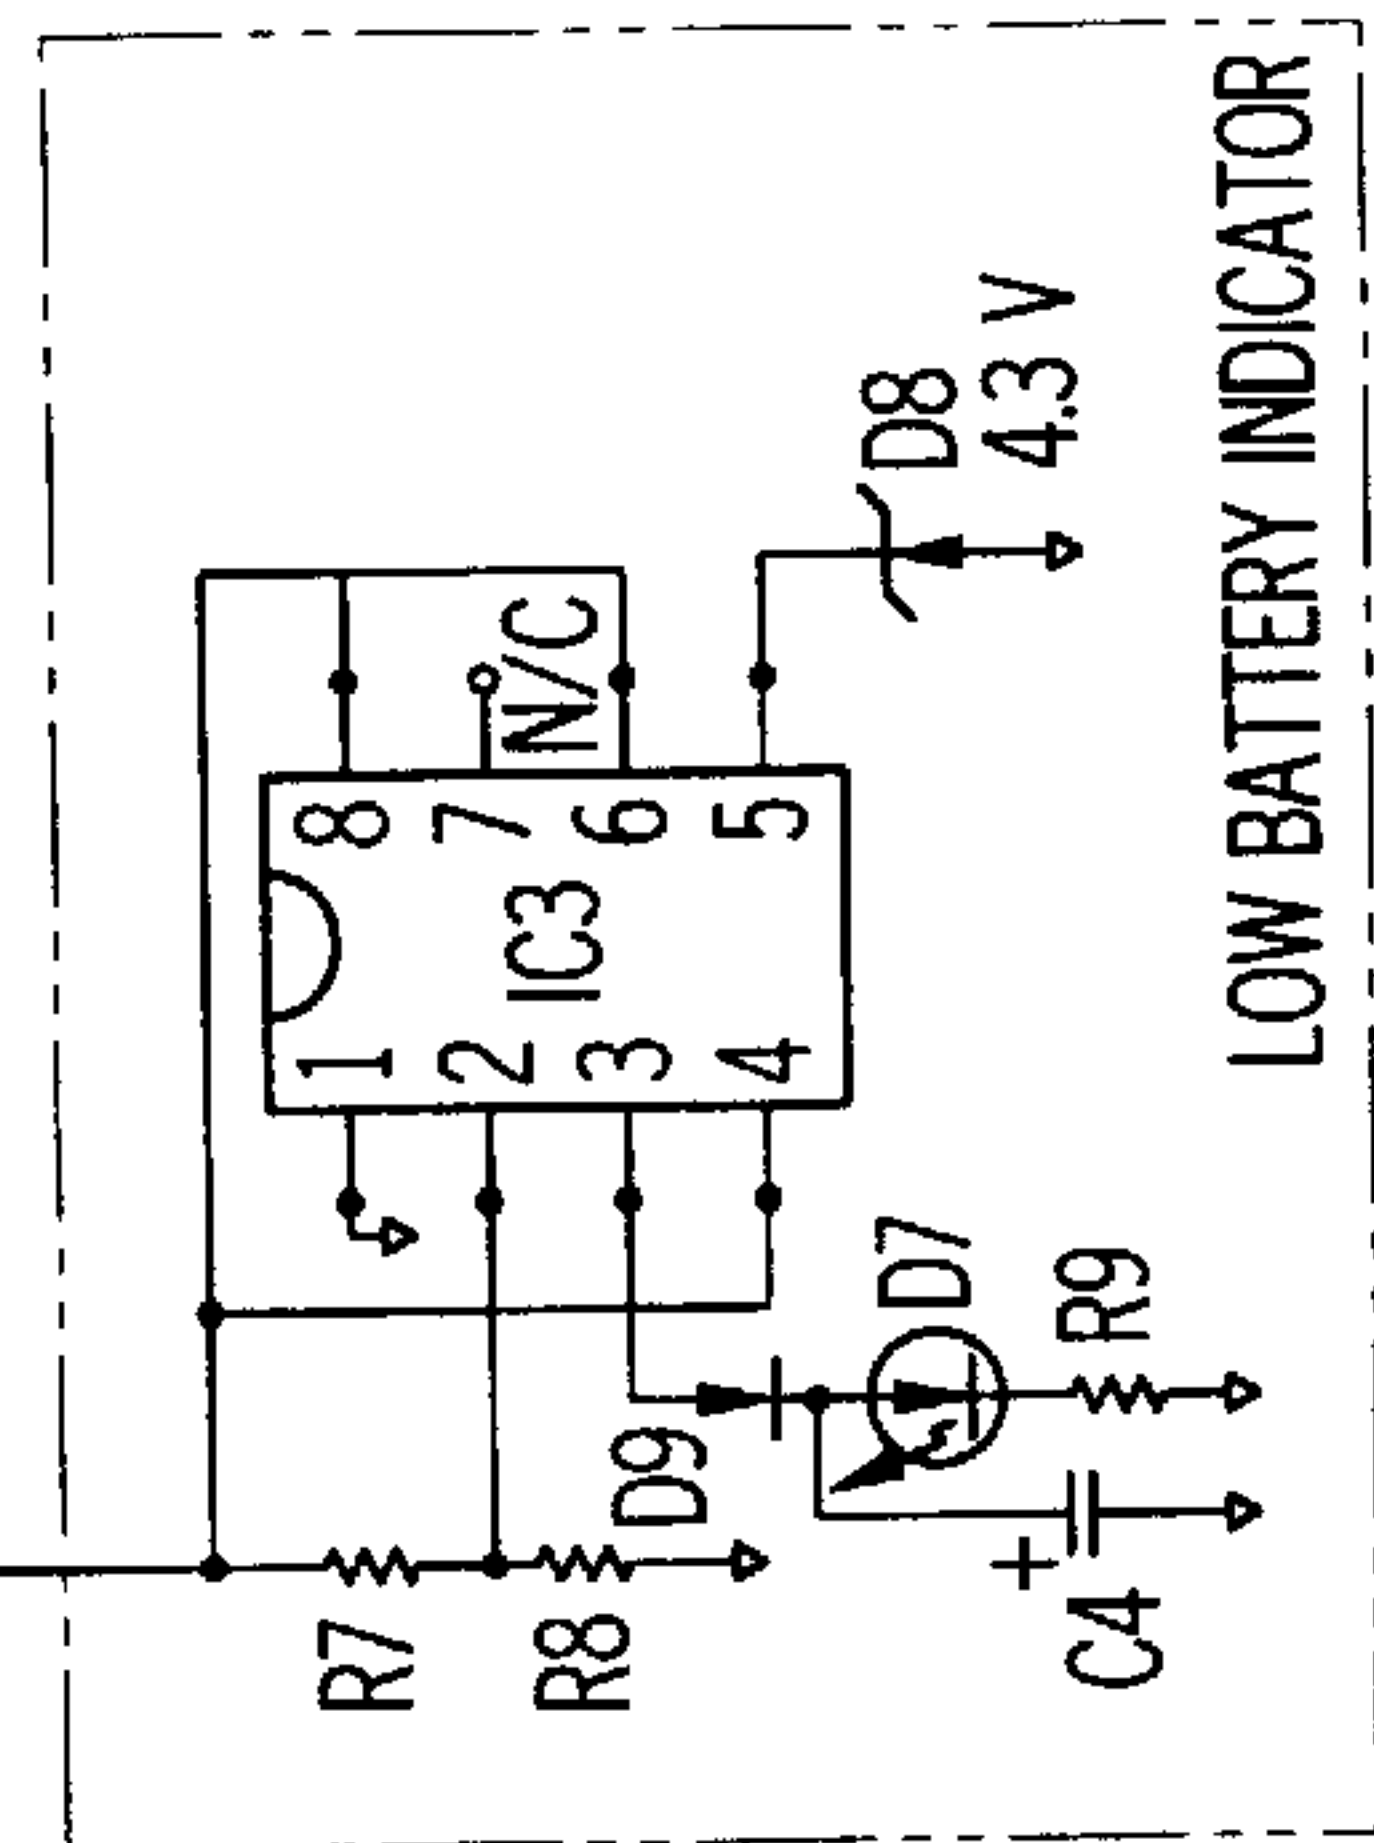 R7
R8
D9
C4
R9
D7
1
2
3
4
IC3
8
7
6
5
N/C
D8
4.3 V
LOW BATTERY INDICATOR
+